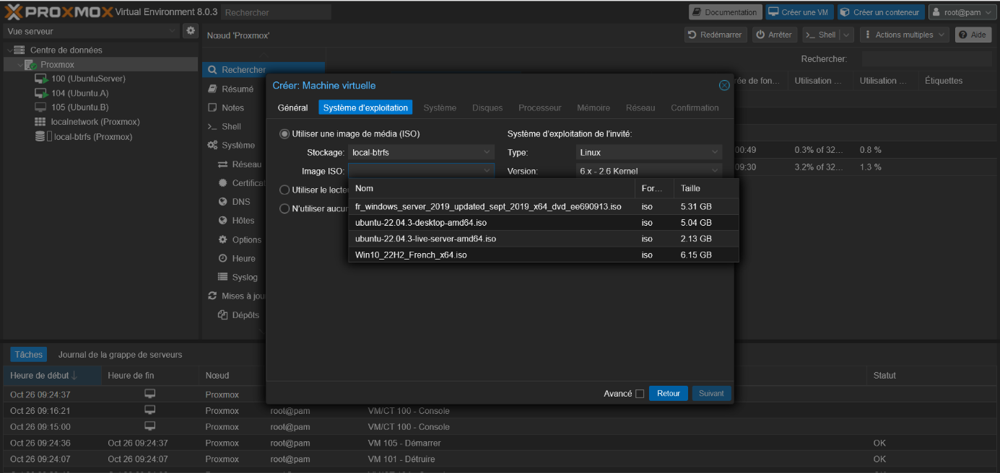 PROXMOX Virtual Environment 8.0.3 Rechercher Documentation Créer une VM Créer un conteneur root@pam
Vue serveur
Centre de données
Proxmox
100 (UbuntuServer)
104 (Ubuntu.A)
105 (Ubuntu.B)
localnetwork (Proxmox)
local-btrfs (Proxmox)
Nœud 'Proxmox' Redémarrer Arrêter >_ Shell Actions multiples Aide
Rechercher:
Rechercher
Résumé
Notes
>_ Shell
Système
Réseau
Certificat
DNS
Hôtes
Options
Heure
Syslog
Mises à jou
Dépôts
rée de fon... Utilisation ... Utilisation ... Étiquettes
00:49 0.3% of 32... 0.8 %
09:30 3.2% of 32... 1.3 %
Créer: Machine virtuelle
Général Système d'exploitation Système Disques Processeur Mémoire Réseau Confirmation
Utiliser une image de média (ISO) Système d'exploitation de l'invité:
Stockage: local-btrfs Type: Linux
Image ISO: Version: 6.x - 2.6 Kernel
Utiliser le lecte
N'utiliser aucun
Nom For... Taille
fr_windows_server_2019_updated_sept_2019_x64_dvd_ee690913.iso iso 5.31 GB
ubuntu-22.04.3-desktop-amd64.iso iso 5.04 GB
ubuntu-22.04.3-live-server-amd64.iso iso 2.13 GB
Win10_22H2_French_x64.iso iso 6.15 GB
Avancé Retour Suivant
Tâches Journal de la grappe de serveurs
Heure de début Heure de fin Nœud Statut
Oct 26 09:24:37 Proxmox
Oct 26 09:16:21 Proxmox root@pam VM/CT 100 - Console
Oct 26 09:15:00 Proxmox root@pam VM/CT 100 - Console
Oct 26 09:24:36 Oct 26 09:24:37 Proxmox root@pam VM 105 - Démarrer OK
Oct 26 09:24:07 Oct 26 09:24:07 Proxmox root@pam VM 101 - Détruire OK